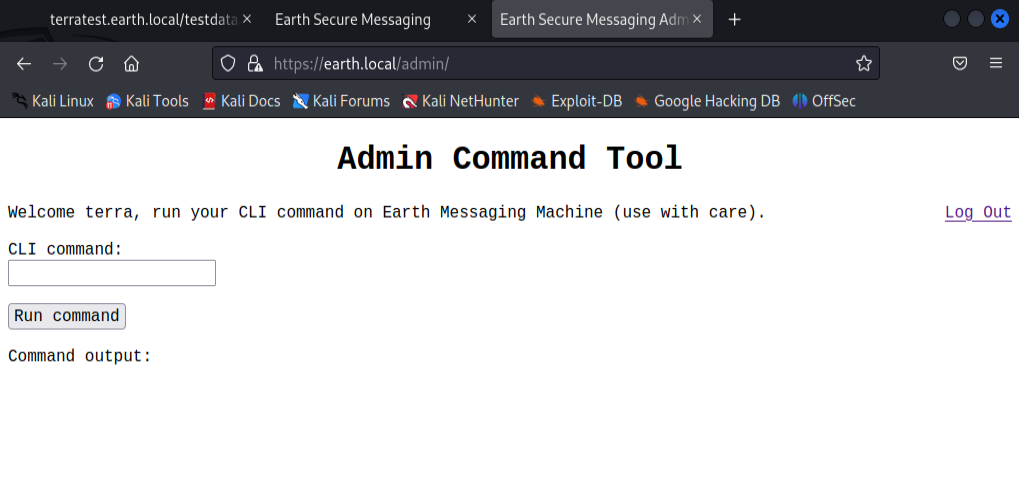 terratest.earth.local/testdata
Earth Secure Messaging
Earth Secure Messaging Adm
https://earth.local/admin/
Kali Linux
Kali Tools
Kali Docs
Kali Forums
Kali NetHunter
Exploit-DB
Google Hacking DB
OffSec
Admin Command Tool
Welcome terra, run your CLI command on Earth Messaging Machine (use with care).
Log Out
CLI command:
Run command
Command output: